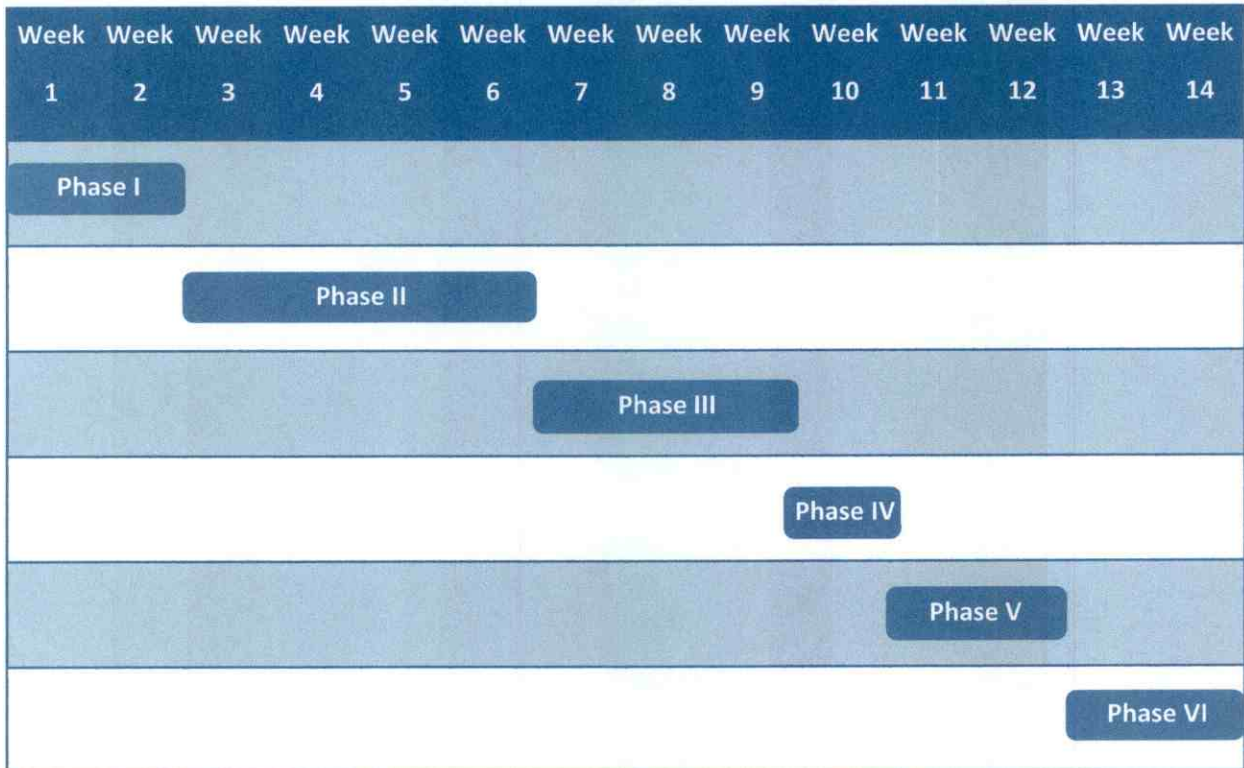 Week Week Week Week Week Week Week Week Week Week Week Week Week Week
1 2 3 4 5 6 7 8 9 10 11 12 13 14
Phase I
Phase II
Phase III
Phase IV
Phase V
Phase VI